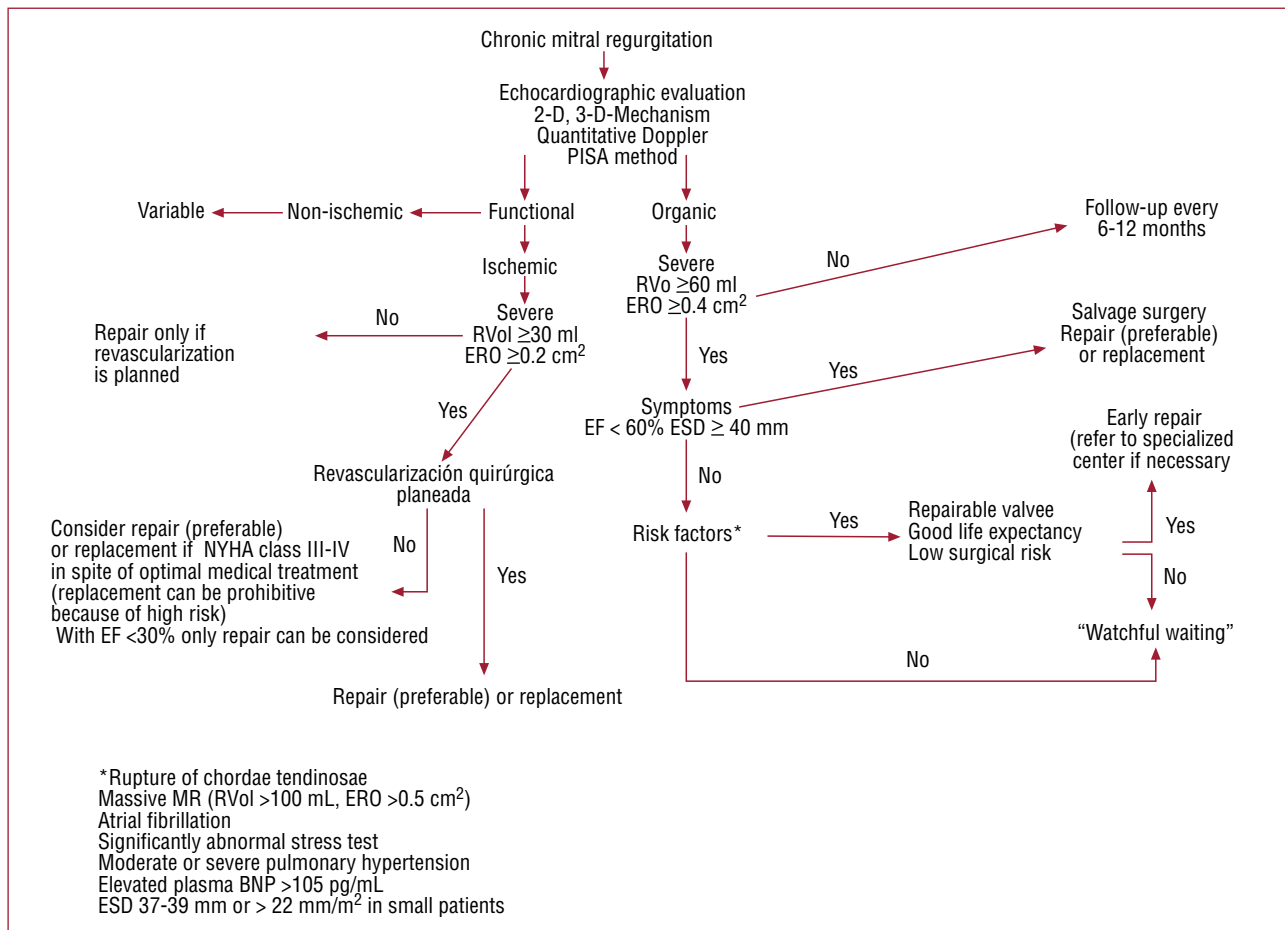 Chronic mitral regurgitation
Echocardiographic evaluation
2-D, 3-D-Mechanism
Quantitative Doppler
PISA method
Variable
Non-ischemic
Functional
Organic
Follow-up every
6-12 months
Ischemic
Severe
RVo ≥60 ml
ERO ≥0.4 cm²
No
Severe
RVol ≥30 ml
ERO ≥0.2 cm²
No
Repair only if
revascularization
is planned
Salvage surgery
Repair (preferable)
or replacement
Yes
Yes
Yes
Symptoms
EF < 60% ESD ≥ 40 mm
Early repair
(refer to specialized
center if necessary
Revascularización quirúrgica
planeada
No
Risk factors*
Yes
Repairable valvee
Good life expectancy
Low surgical risk
Yes
No
Consider repair (preferable)
or replacement if NYHA class III-IV
in spite of optimal medical treatment
(replacement can be prohibitive
because of high risk)
With EF <30% only repair can be considered
No
Yes
"Watchful waiting"
No
Repair (preferable) or replacement
*Rupture of chordae tendinosae
Massive MR (RVol >100 mL, ERO >0.5 cm²)
Atrial fibrillation
Significantly abnormal stress test
Moderate or severe pulmonary hypertension
Elevated plasma BNP >105 pg/mL
ESD 37-39 mm or > 22 mm/m² in small patients